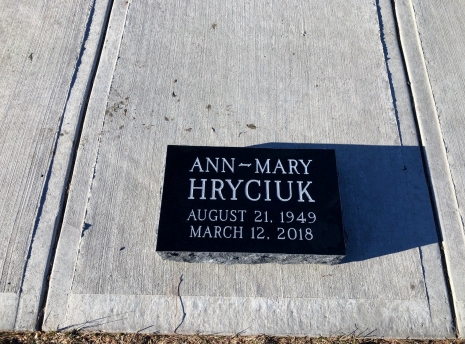 ANN~MARY
HRYCIUK
AUGUST 21, 1949
MARCH 12, 2018